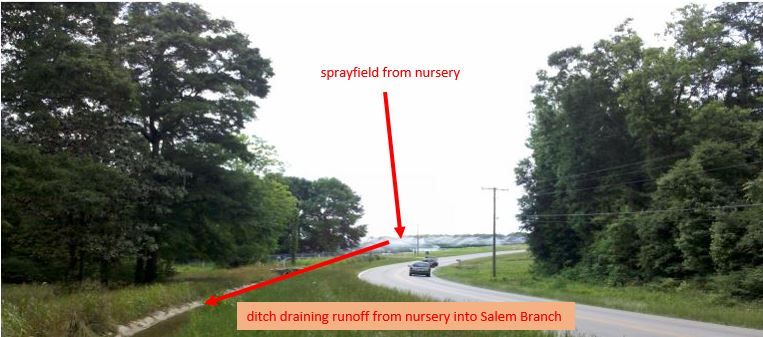 sprayfield from nursery
ditch draining runoff from nursery into Salem Branch